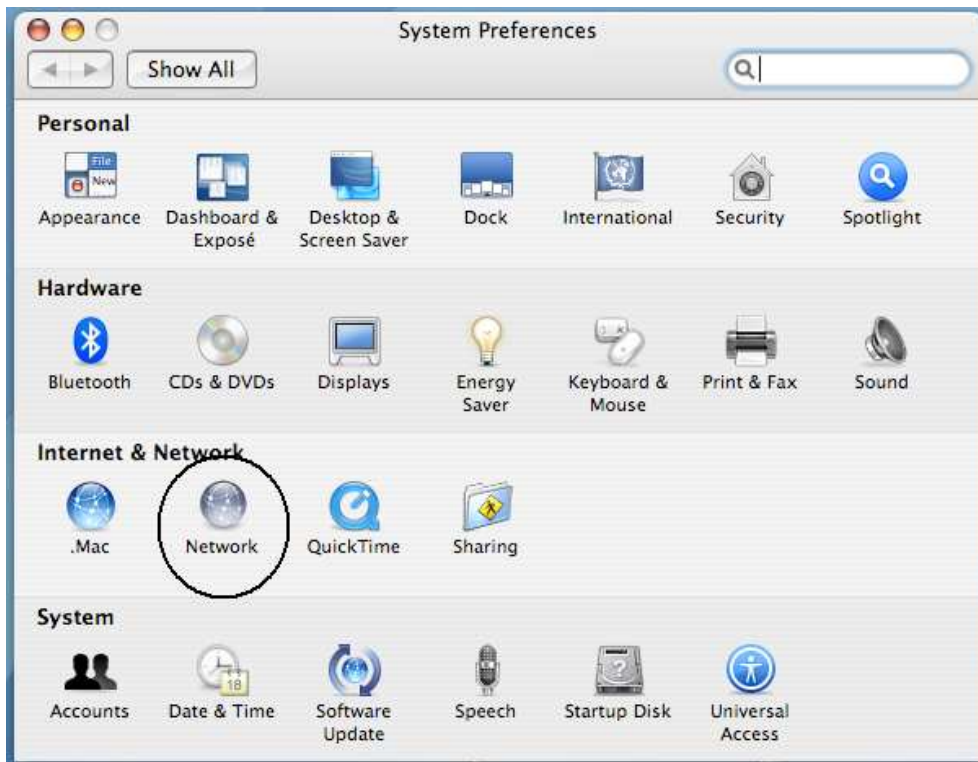 System Preferences
Show All
Personal
File
New
Appearance
Dashboard &
Exposé
Desktop &
Screen Saver
Dock
International
Security
Spotlight
Hardware
Bluetooth
CDs & DVDs
Displays
Energy
Saver
Keyboard &
Mouse
Print & Fax
Sound
Internet & Network
.Mac
Network
QuickTime
Sharing
System
18
?
Accounts
Date & Time
Software
Update
Speech
Startup Disk
Universal
Access